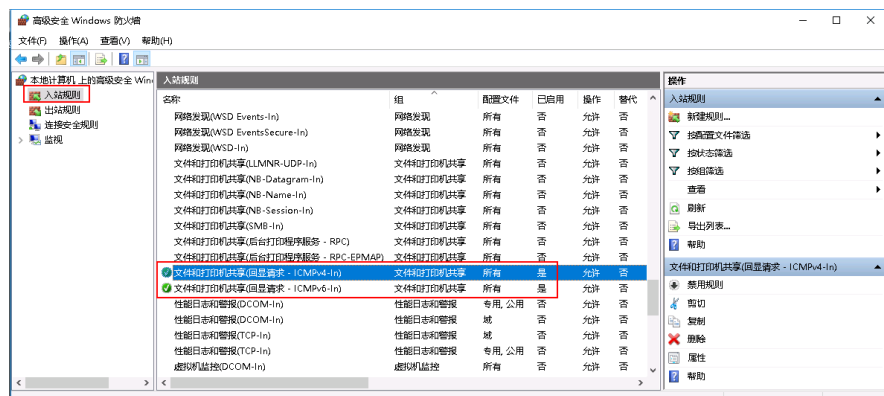 高级安全 Windows 防火墙
文件(F) 操作(A) 查看(V) 帮助(H)
本地计算机 上的高级安全 Win
入站规则
出站规则
连接安全规则
监视
入站规则
名称 组 配置文件 已启用 操作 替代
网络发现(WSD Events-In) 网络发现 所有 否 允许 否
网络发现(WSD EventsSecure-In) 网络发现 所有 否 允许 否
网络发现(WSD-In) 网络发现 所有 否 允许 否
文件和打印机共享(LLMNR-UDP-In) 文件和打印机共享 所有 否 允许 否
文件和打印机共享(NB-Datagram-In) 文件和打印机共享 所有 否 允许 否
文件和打印机共享(NB-Name-In) 文件和打印机共享 所有 否 允许 否
文件和打印机共享(NB-Session-In) 文件和打印机共享 所有 否 允许 否
文件和打印机共享(SMB-In) 文件和打印机共享 所有 否 允许 否
文件和打印机共享(后台打印程序服务 - RPC) 文件和打印机共享 所有 否 允许 否
文件和打印机共享(后台打印程序服务 - RPC-EPMAP) 文件和打印机共享 所有 否 允许 否
文件和打印机共享(回显请求 - ICMPv4-In) 文件和打印机共享 所有 是 允许 否
文件和打印机共享(回显请求 - ICMPv6-In) 文件和打印机共享 所有 是 允许 否
性能日志和警报(DCOM-In) 性能日志和警报 专用, 公用 否 允许 否
性能日志和警报(DCOM-In) 性能日志和警报 域 否 允许 否
性能日志和警报(TCP-In) 性能日志和警报 域 否 允许 否
性能日志和警报(TCP-In) 性能日志和警报 专用, 公用 否 允许 否
虚拟机监控(DCOM-In) 虚拟机监控 所有 否 允许 否
操作
入站规则
新建规则...
按配置文件筛选
按状态筛选
按组筛选
查看
刷新
导出列表...
帮助
文件和打印机共享(回显请求 - ICMPv4-In)
禁用规则
剪切
复制
删除
属性
帮助